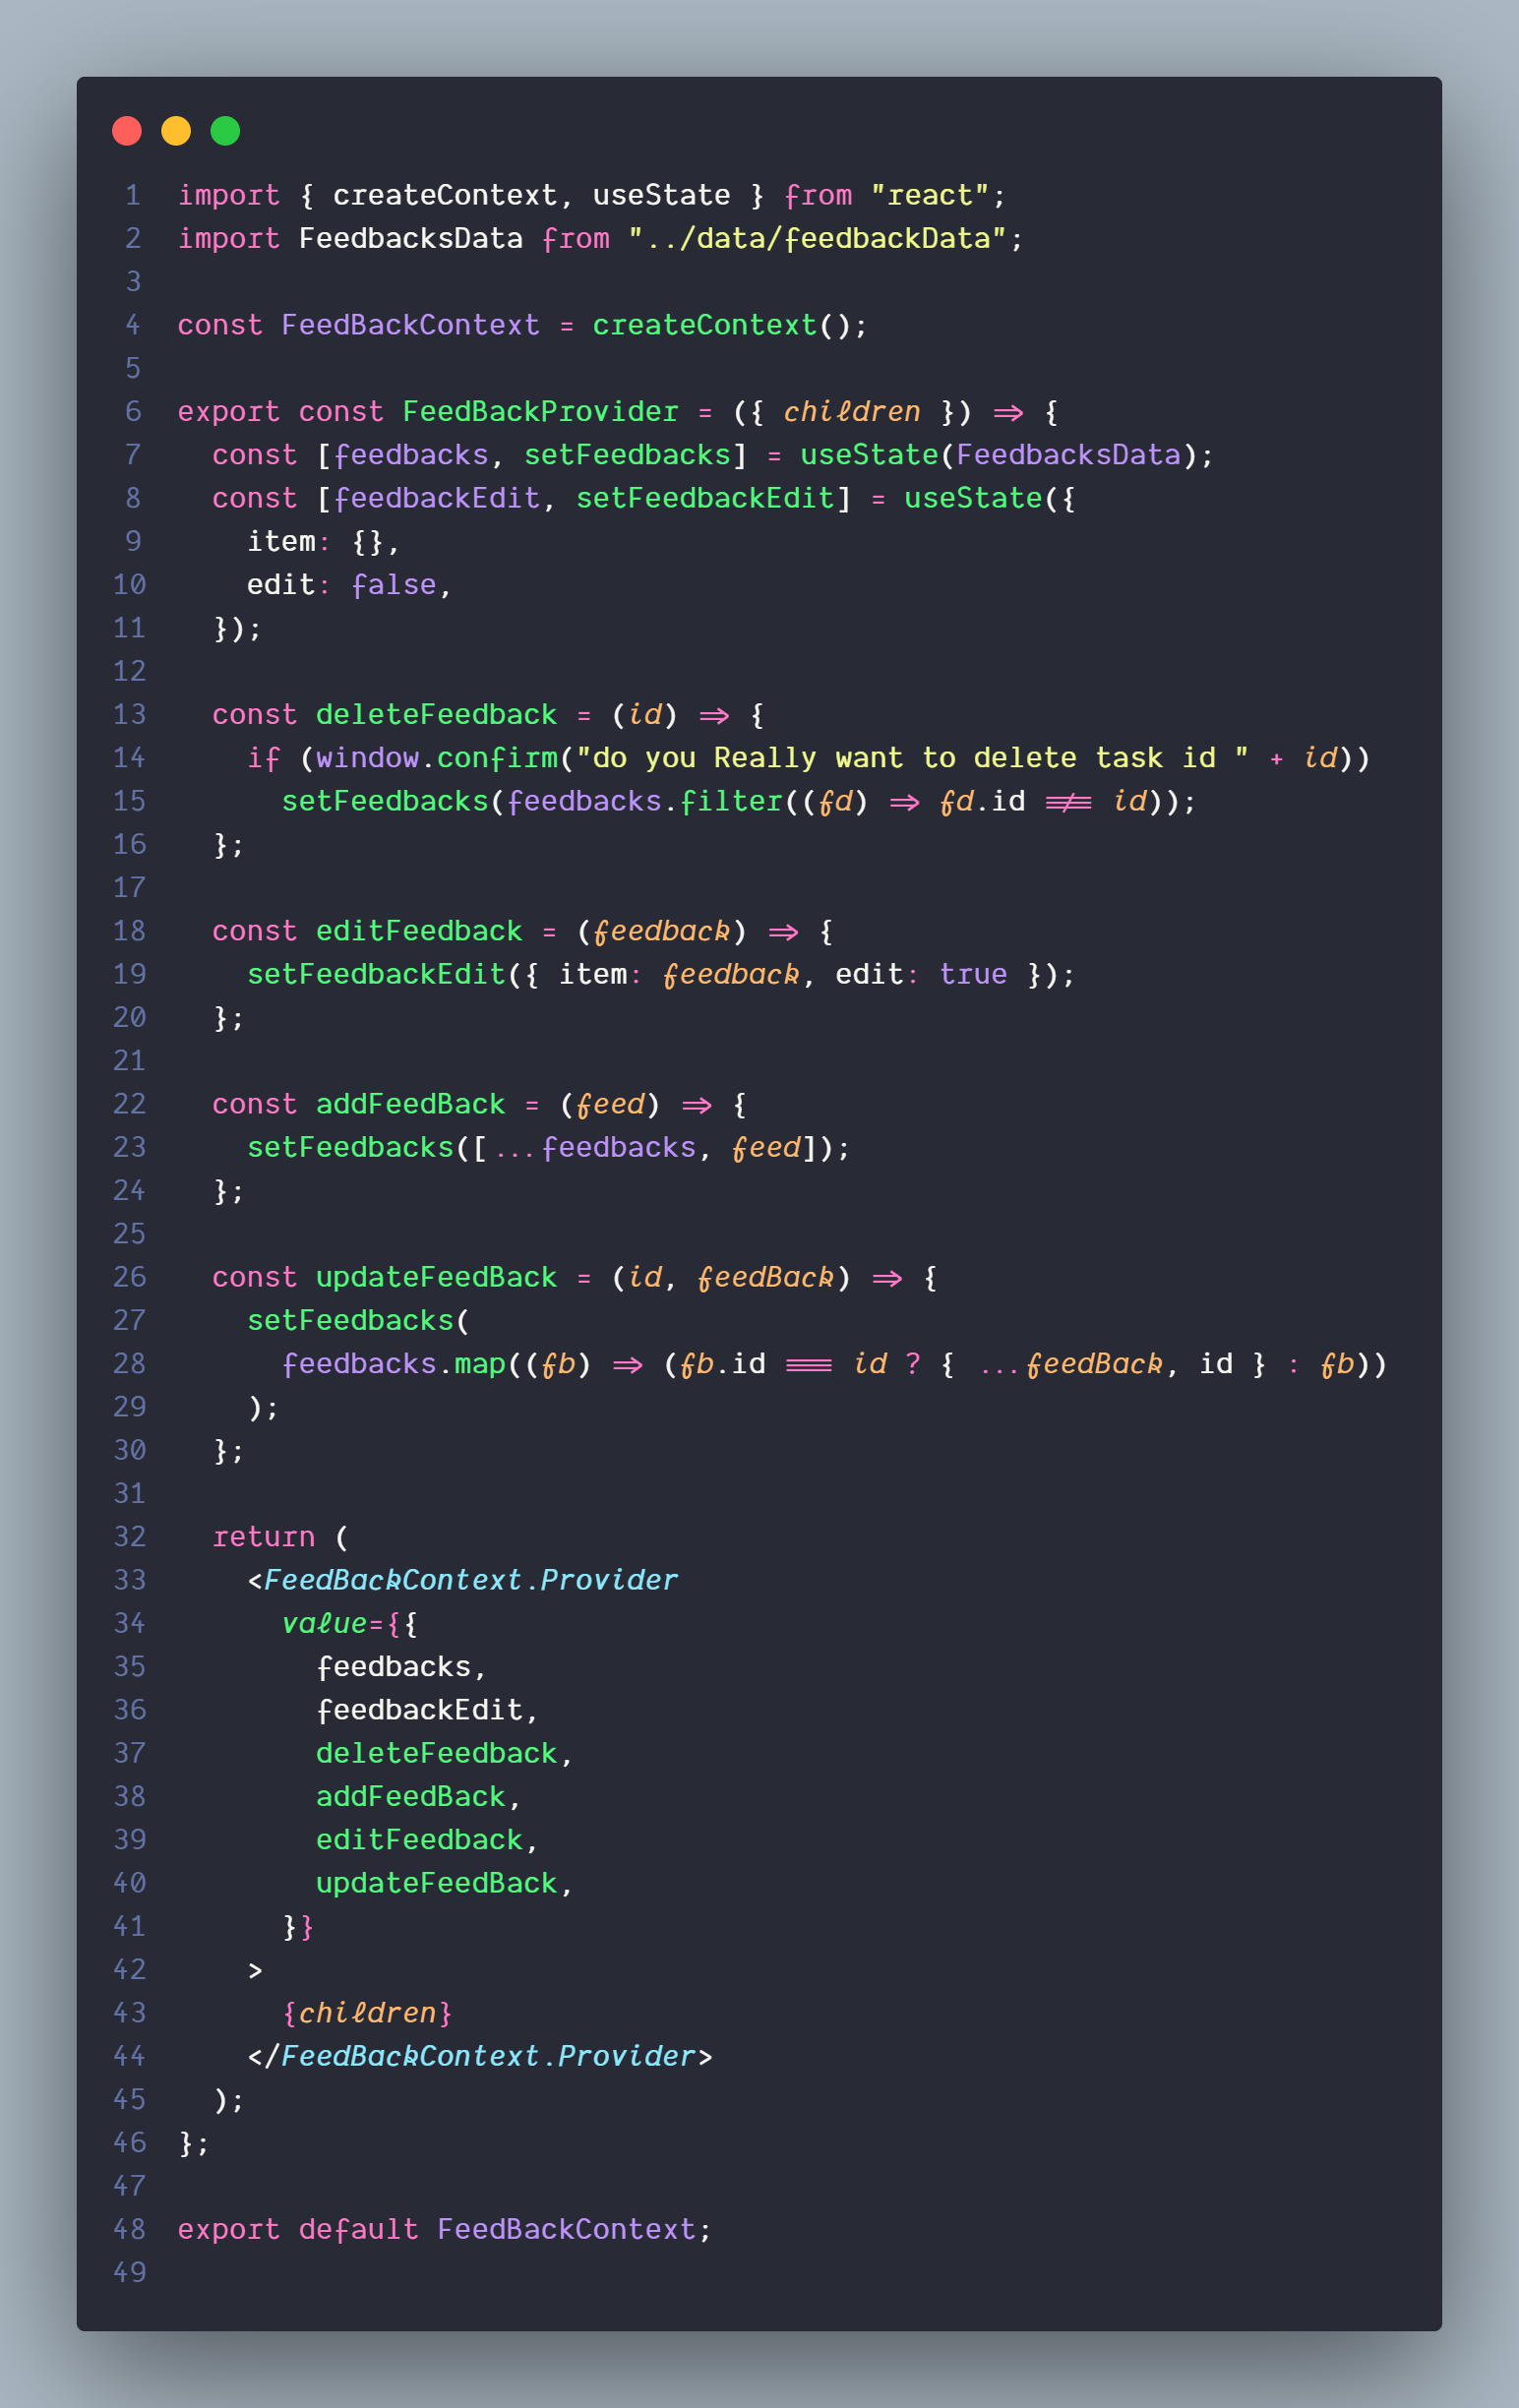 1 import { createContext, useState } from "react";
2 import FeedbacksData from "../data/feedbackData";
3
4 const FeedBackContext = createContext();
5
6 export const FeedBackProvider = ({ children }) => {
7   const [feedbacks, setFeedbacks] = useState(FeedbacksData);
8   const [feedbackEdit, setFeedbackEdit] = useState({
9     item: {},
10     edit: false,
11   });
12
13   const deleteFeedback = (id) => {
14     if (window.confirm("do you Really want to delete task id " + id))
15       setFeedbacks(feedbacks.filter((fd) => fd.id !== id));
16   };
17
18   const editFeedback = (feedback) => {
19     setFeedbackEdit({ item: feedback, edit: true });
20   };
21
22   const addFeedBack = (feed) => {
23     setFeedbacks([...feedbacks, feed]);
24   };
25
26   const updateFeedBack = (id, feedBack) => {
27     setFeedbacks(
28       feedbacks.map((fb) => (fb.id === id ? { ...feedBack, id } : fb))
29     );
30   };
31
32   return (
33     <FeedBackContext.Provider
34       value={{
35         feedbacks,
36         feedbackEdit,
37         deleteFeedback,
38         addFeedBack,
39         editFeedback,
40         updateFeedBack,
41       }}
42     >
43       {children}
44     </FeedBackContext.Provider>
45   );
46 };
47
48 export default FeedBackContext;
49